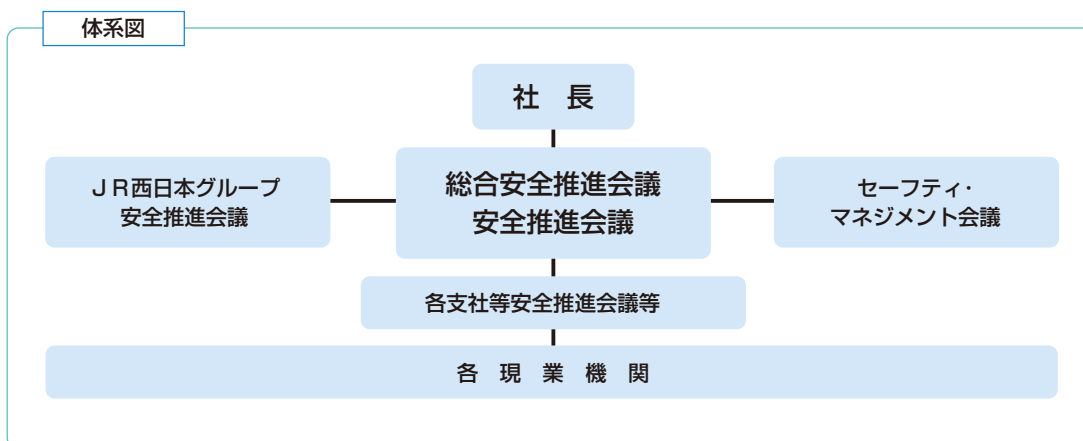 体系図
社　長
ＪＲ西日本グループ
安全推進会議
総合安全推進会議
安全推進会議
セーフティ・
マネジメント会議
各支社等安全推進会議等
各　現　業　機　関